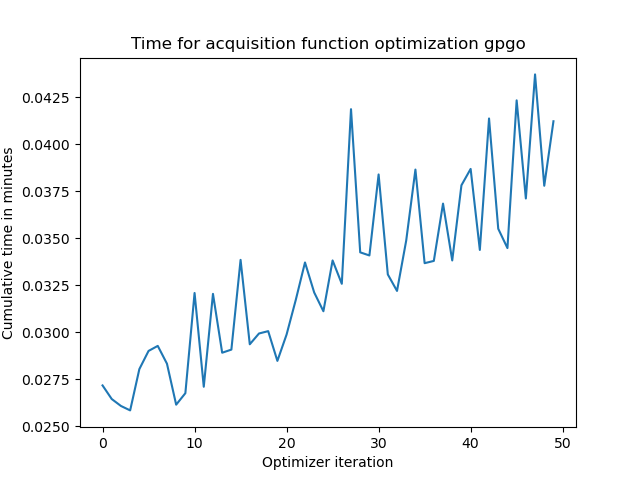 Time for acquisition function optimization gpgo
Cumulative time in minutes
0.0425
0.0400
0.0375
0.0350
0.0325
0.0300
0.0275
0.0250
0 10 20 30 40 50
Optimizer iteration